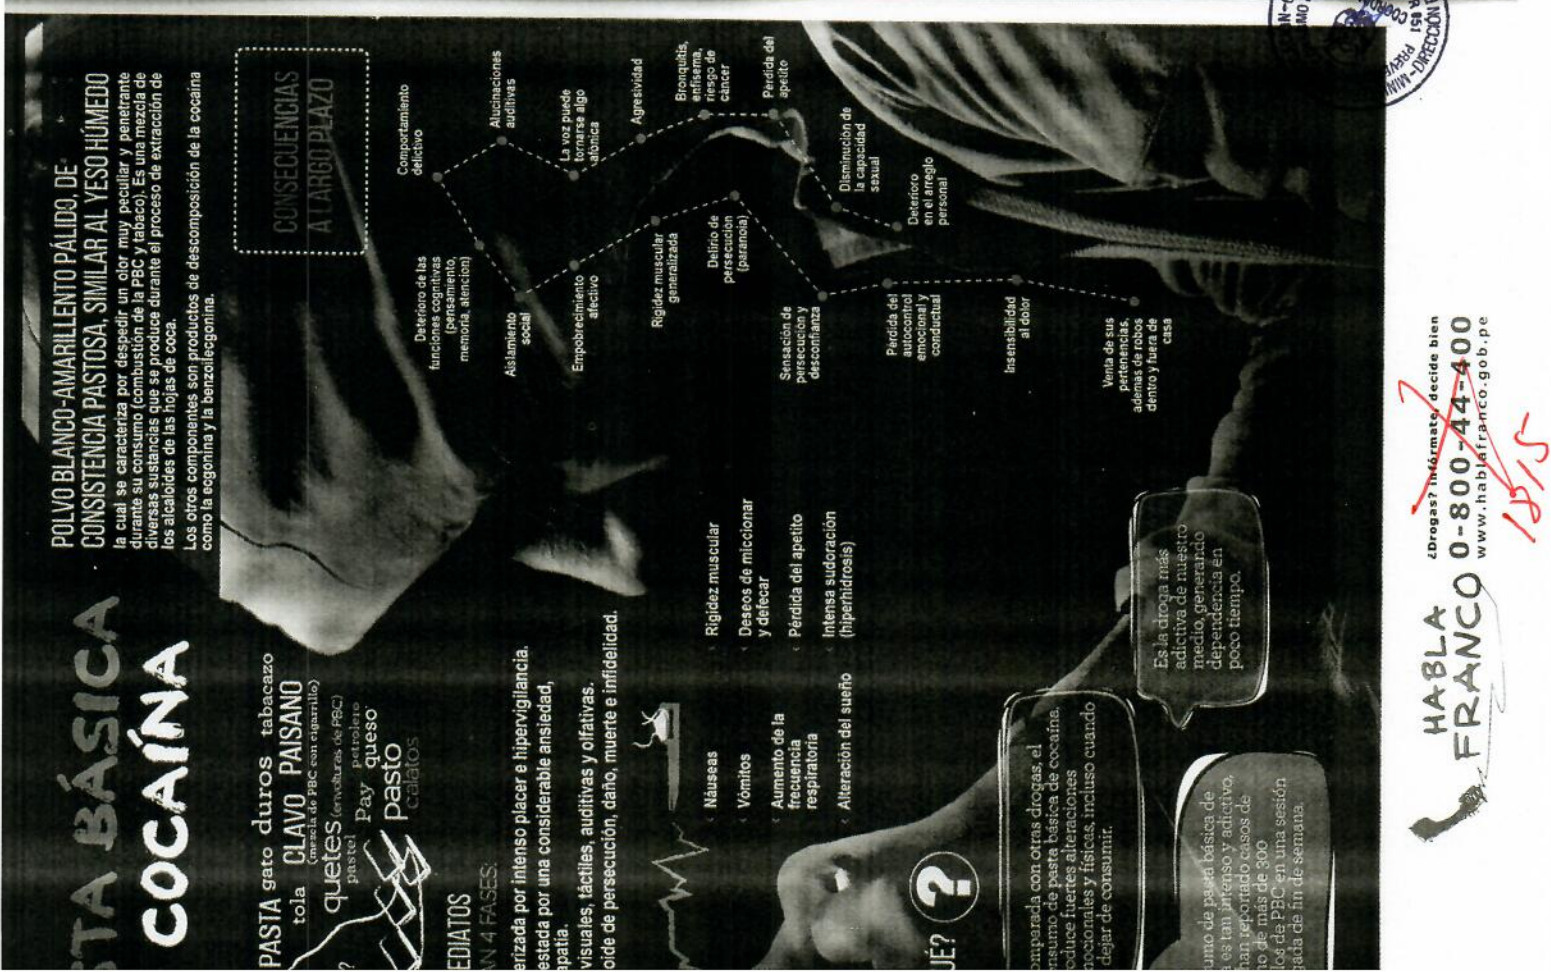 STA BÁSICA
COCAÍNA
POLVO BLANCO-AMARILLENTO PÁLIDO, DE
CONSISTENCIA PASTOSA, SIMILAR AL YESO HÚMEDO
la cual se caracteriza por despedir un olor muy peculiar y penetrante
durante su consumo (combustión de la PBC y tabaco). Es una mezcla de
diversas sustancias que se produce durante el proceso de extracción de
los alcaloides de las hojas de coca.
Los otros componentes son productos de descomposición de la cocaína
como la ecgonina y la benzoilecgonina.
PASTA gato duros tabacazo
tola CLAVO PAISANO
(mezcla de PBC con cigarrillo)
quetes (envolturas de PBC)
pastel Pay petrolero queso
pasto
calatos
?
CONSECUENCIAS
A LARGO PLAZO
Comportamiento
delictivo
Alucinaciones
auditivas
La voz puede
tornarse algo
afónica
Agresividad
Bronquitis,
enfisema,
riesgo de
cáncer
Pérdida del
apetito
Disminución de
la capacidad
sexual
Deterioro
en el arreglo
personal
Deterioro de las
funciones cognitivas
(pensamiento,
memoria, atención)
Aislamiento
social
Empobrecimiento
afectivo
Rigidez muscular
generalizada
Delirio de
persecución
(paranoia)
Sensación de
persecución y
desconfianza
Pérdida del
autocontrol
emocional y
conductual
Insensibilidad
al dolor
Venta de sus
pertenencias,
además de robos
dentro y fuera de
casa
EDIATOS
AN 4 FASES:
erizada por intenso placer e hipervigilancia.
estada por una considerable ansiedad,
apatía.
visuales, táctiles, auditivas y olfativas.
oide de persecución, daño, muerte e infidelidad.
‹ Náuseas
‹ Vómitos
‹ Aumento de la
frecuencia
respiratoria
‹ Alteración del sueño
‹ Rigidez muscular
‹ Deseos de miccionar
y defecar
‹ Perdida del apetito
‹ Intensa sudoración
(hiperhidrosis)
UÉ? ?
omparada con otras drogas, el
nsumo de pasta básica de cocaína
oduce fuertes alteraciones
mocionales y físicas, incluso cuando
dejar de consumir.
Es la droga más
adictiva de nuestro
medio, generando
dependencia en
poco tiempo.
umo de pasta básica de
a es tan intenso y adictivo,
han reportado casos de
no de más de 300
los de PBC en una sesión
gada de fin de semana.
HABLA
FRANCO
¿Drogas? Infórmate, decide bien
0-800-44-400
www.hablafranco.gob.pe
1815
DIRECCIÓN